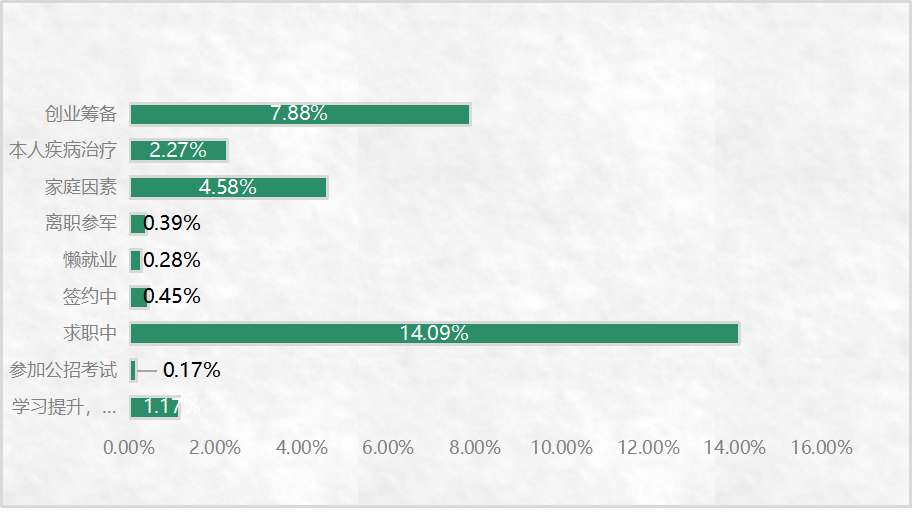 创业筹备 7.88%
本人疾病治疗 2.27%
家庭因素 4.58%
离职参军 0.39%
懒就业 0.28%
签约中 0.45%
求职中 14.09%
参加公招考试 0.17%
学习提升，... 1.17%
0.00% 2.00% 4.00% 6.00% 8.00% 10.00% 12.00% 14.00% 16.00%